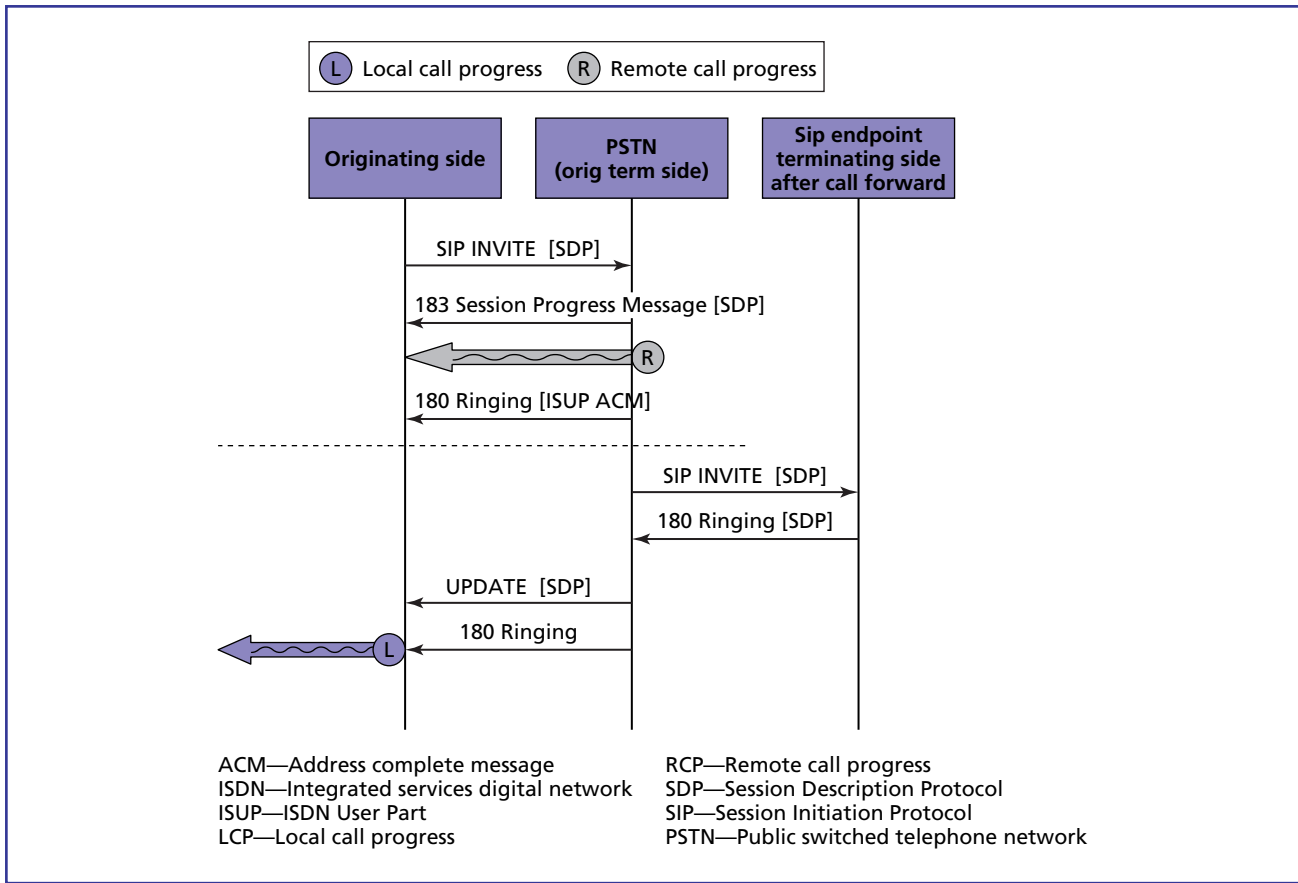 L Local call progress R Remote call progress
Originating side
PSTN
(orig term side)
Sip endpoint
terminating side
after call forward
SIP INVITE [SDP]
183 Session Progress Message [SDP]
R
180 Ringing [ISUP ACM]
SIP INVITE [SDP]
180 Ringing [SDP]
UPDATE [SDP]
180 Ringing
L
ACM—Address complete message
ISDN—Integrated services digital network
ISUP—ISDN User Part
LCP—Local call progress
RCP—Remote call progress
SDP—Session Description Protocol
SIP—Session Initiation Protocol
PSTN—Public switched telephone network